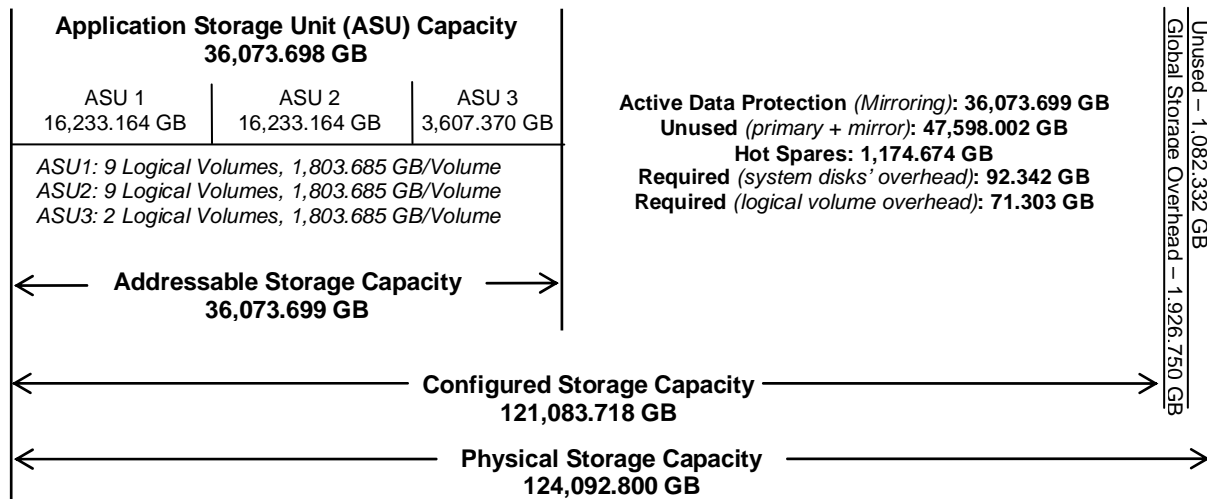 Application Storage Unit (ASU) Capacity
36,073.698 GB
ASU 1
16,233.164 GB
ASU 2
16,233.164 GB
ASU 3
3,607.370 GB
ASU1: 9 Logical Volumes, 1,803.685 GB/Volume
ASU2: 9 Logical Volumes, 1,803.685 GB/Volume
ASU3: 2 Logical Volumes, 1,803.685 GB/Volume
Active Data Protection (Mirroring): 36,073.699 GB
Unused (primary + mirror): 47,598.002 GB
Hot Spares: 1,174.674 GB
Required (system disks' overhead): 92.342 GB
Required (logical volume overhead): 71.303 GB
Unused – 1,082.332 GB
Global Storage Overhead – 1.926.750 GB
Addressable Storage Capacity
36,073.699 GB
Configured Storage Capacity
121,083.718 GB
Physical Storage Capacity
124,092.800 GB